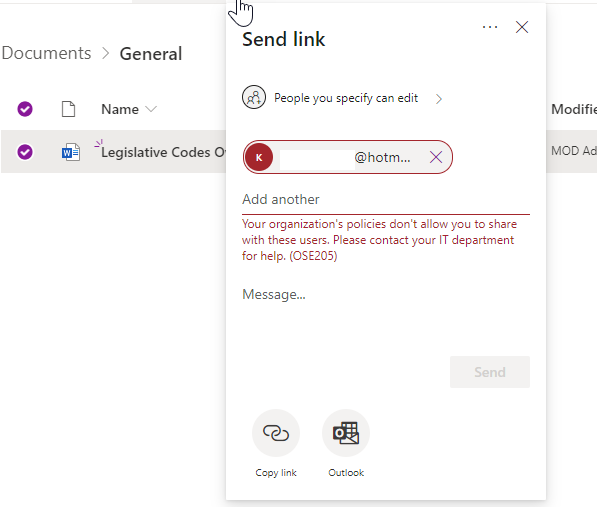 Send link
Documents > General
People you specify can edit
Name
Modifie
Legislative Codes O
MOD Ad
K
@hotm...
Add another
Your organization's policies don't allow you to share
with these users. Please contact your IT department
for help. (OSE205)
Message...
Send
Copy link
Outlook